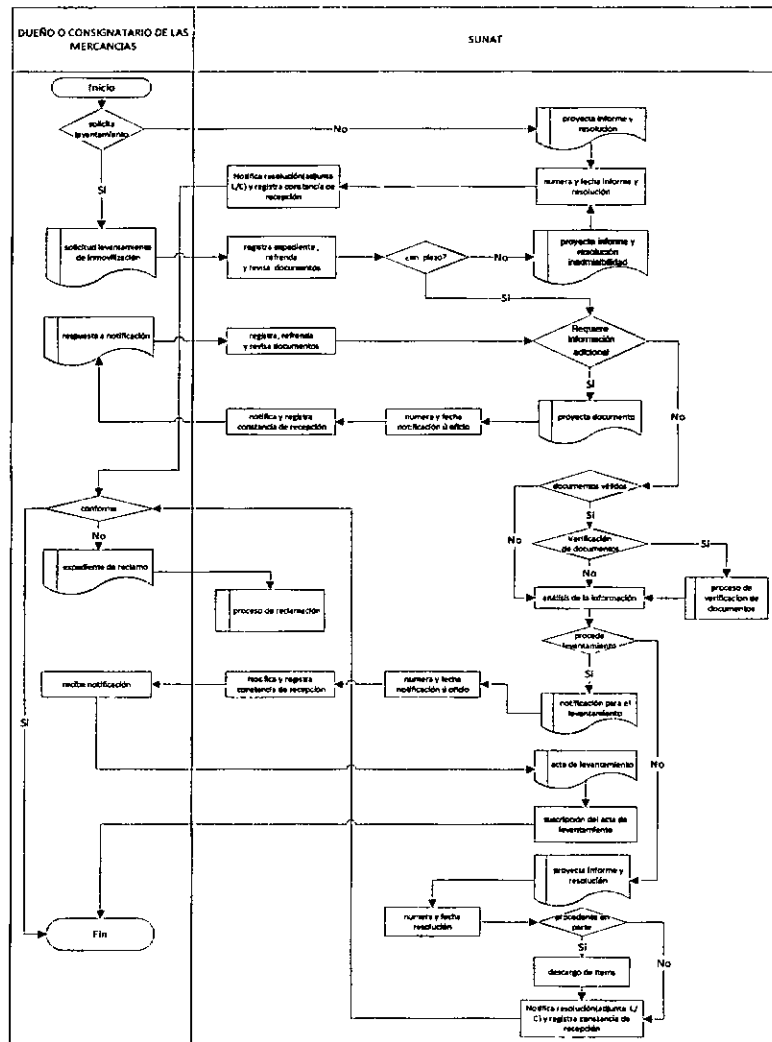 DUEÑO O CONSIGNATARIO DE LAS
MERCANCIAS
SUNAT
Inicio
solicita
levantamiento
No
proyecta informe y
resolución
Si
Notifica resolución(adjunta
L/C) y registra constancia de
recepción
numera y fecha informe y
resolución
solicitud levantamiento
de inmovilización
registra expediente,
refrenda
y revisa documentos
¿en plazo?
No
proyecta informe y
resolución
inadmisibilidad
Si
respuesta a notificación
registra, refrenda
y revisa documentos
Requiere
información
adicional
Si
No
notifica y registra
constancia de recepción
numera y fecha
notificación ú oficio
proyecta documento
conforme
documentos válidos
Si
No
No
Verificación
de documentos
Si
expediente de reclamo
No
proceso de reclamación
análisis de la información
proceso de
verificacion de
documentos
procede
levantamiento
Si
recibe notificación
notifica y registra
constancia de recepción
numera y fecha
notificación ú oficio
notificación para el
levantamiento
Si
acta de levantamiento
No
suscripción del acta de
levantamiento
proyecta informe y
resolución
Fin
numera y fecha
resolución
procedente en
parte
Si
No
descargo de items
Notifica resolución(adjunta L/
C) y registra constancia de
recepción